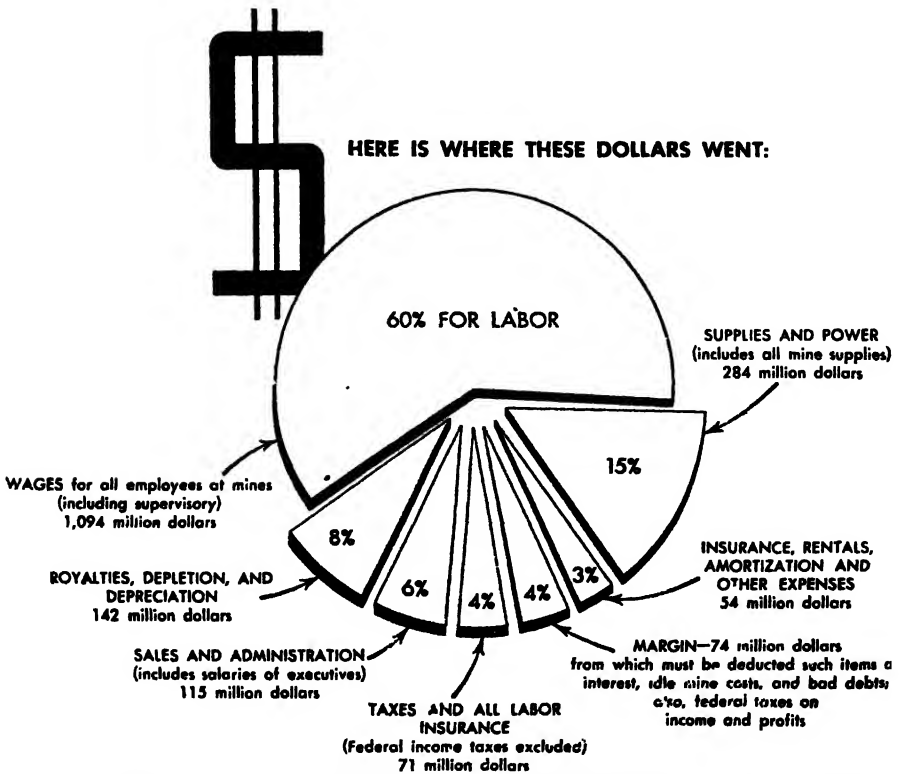 HERE IS WHERE THESE DOLLARS WENT:
60% FOR LABOR
SUPPLIES AND POWER
(includes all mine supplies)
284 million dollars
15%
WAGES for all employees at mines
(including supervisory)
1,094 million dollars
8%
ROYALTIES, DEPLETION, AND
DEPRECIATION
142 million dollars
6%
SALES AND ADMINISTRATION
(includes salaries of executives)
115 million dollars
4%
TAXES AND ALL LABOR
INSURANCE
(Federal income taxes excluded)
71 million dollars
4%
MARGIN—74 million dollars
from which must be deducted such items a
interest, idle mine costs, and bad debts;
also, federal taxes on
income and profits
3%
INSURANCE, RENTALS,
AMORTIZATION AND
OTHER EXPENSES
54 million dollars